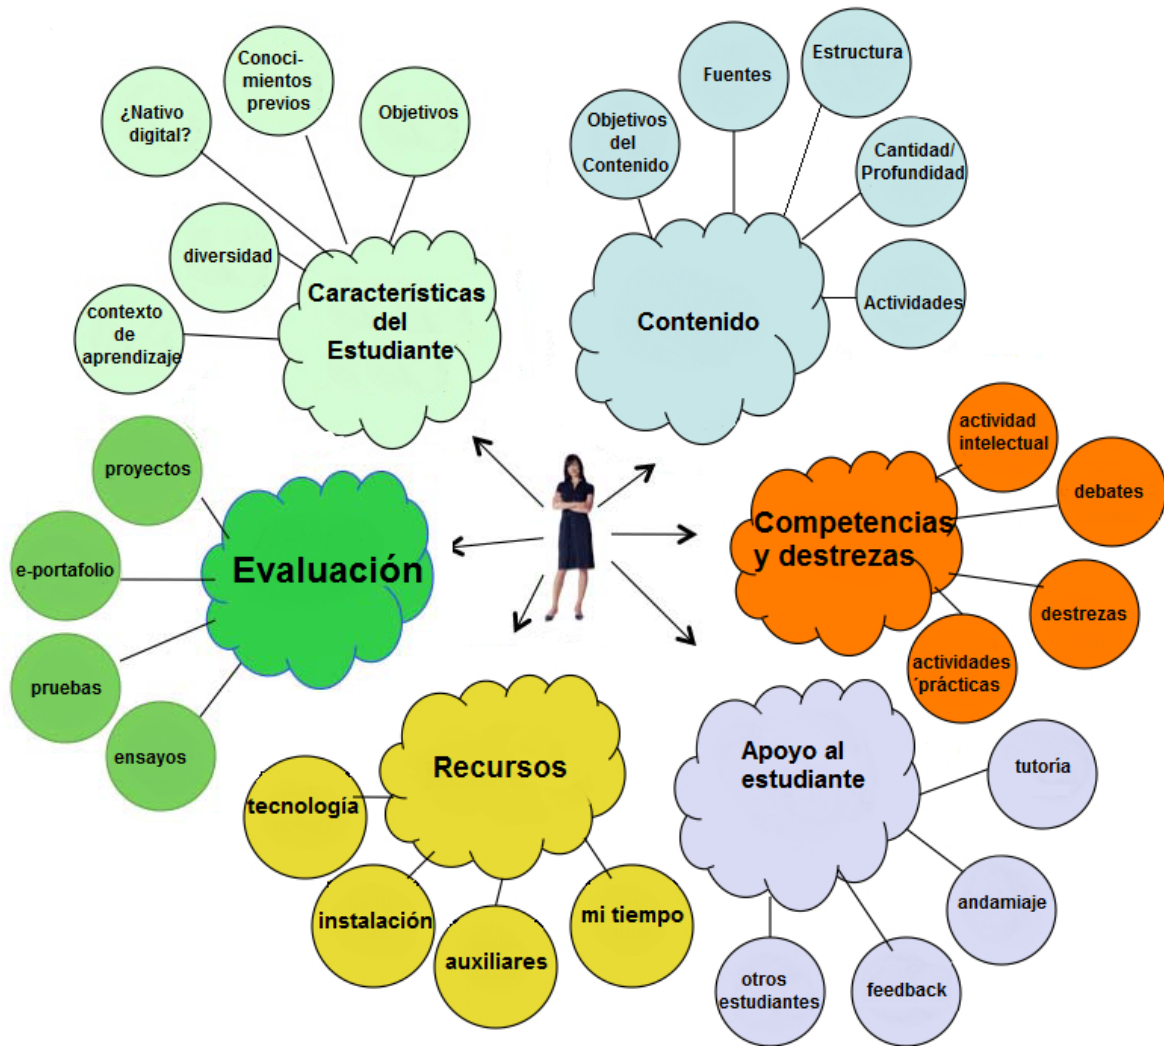 Conoci-
mientos
previos
¿Nativo
digital?
Objetivos
diversidad
contexto
de
aprendizaje
Características
del
Estudiante
Fuentes
Estructura
Objetivos
del
Contenido
Cantidad/
Profundidad
Actividades
Contenido
proyectos
e-portafolio
pruebas
ensayos
Evaluación
actividad
intelectual
debates
destrezas
actividades
´prácticas
Competencias
y destrezas
Recursos
tecnología
instalación
auxiliares
mi tiempo
Apoyo al
estudiante
tutoría
andamiaje
feedback
otros
estudiantes